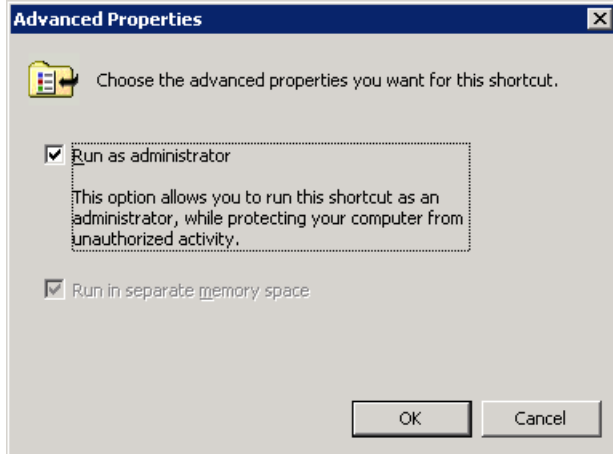 Advanced Properties
Choose the advanced properties you want for this shortcut.
Run as administrator
This option allows you to run this shortcut as an
administrator, while protecting your computer from
unauthorized activity.
Run in separate memory space
OK
Cancel